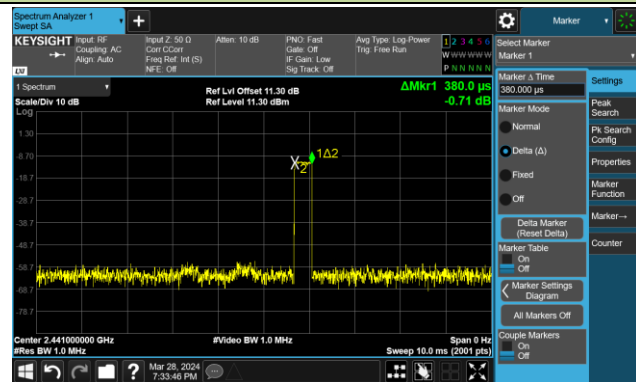 Spectrum Analyzer 1
Swept SA
Marker
KEYSIGHT
Input: RF
Coupling: AC
Align: Auto
Input Z: 50 Ω
Corr CCorr
Freq Ref: Int (S)
NFE: Off
Atten: 10 dB
PNO: Fast
Gate: Off
IF Gain: Low
Sig Track: Off
Avg Type: Log-Power
Trig: Free Run
1 2 3 4 5 6
W W W W W W
P N N N N N
LXI
Select Marker
Marker 1
1 Spectrum
Scale/Div 10 dB
Log
Ref Lvl Offset 11.30 dB
Ref Level 11.30 dBm
ΔMkr1 380.0 µs
-0.71 dB
1.30
-8.70
-18.7
-28.7
-38.7
-48.7
-58.7
-68.7
-78.7
X2
1Δ2
Center 2.441000000 GHz
#Res BW 1.0 MHz
#Video BW 1.0 MHz
Span 0 Hz
Sweep 10.0 ms (2001 pts)
Marker Δ Time
380.000 µs
Marker Mode
Normal
Delta (Δ)
Fixed
Off
Delta Marker
(Reset Delta)
Marker Table
On
Off
Marker Settings
Diagram
All Markers Off
Couple Markers
On
Off
Settings
Peak
Search
Pk Search
Config
Properties
Marker
Function
Marker→
Counter
?
Mar 28, 2024
7:33:46 PM